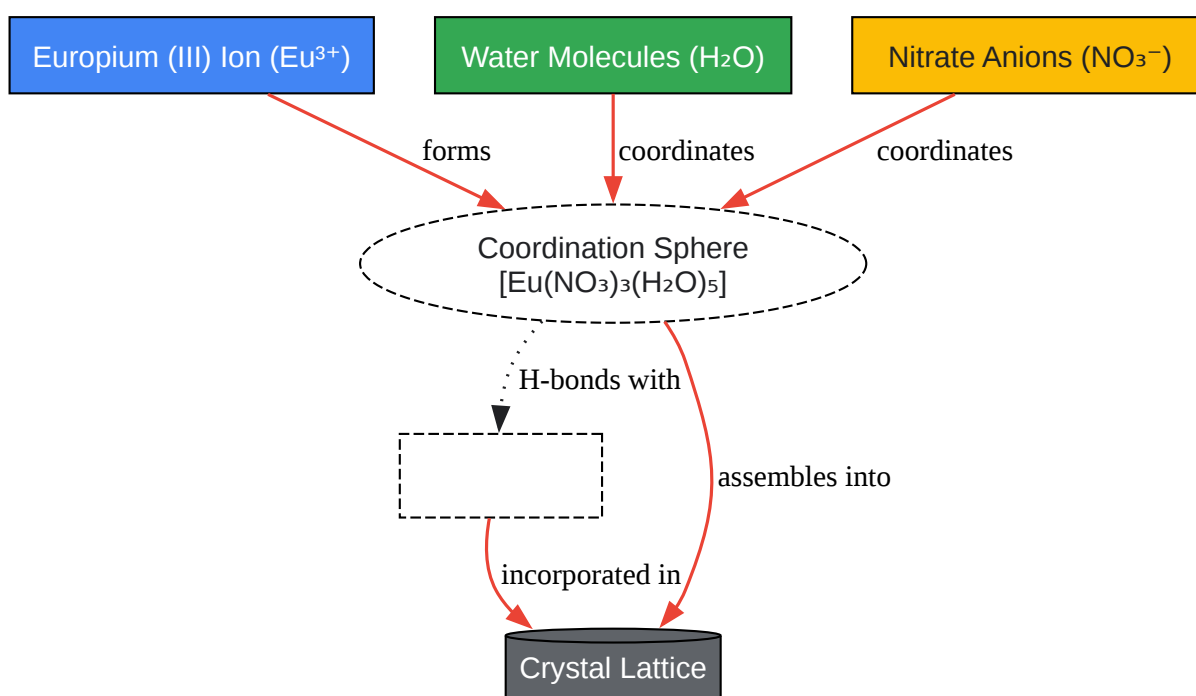 Europium (III) Ion (Eu³⁺)
Water Molecules (H₂O)
Nitrate Anions (NO₃⁻)
forms
coordinates
coordinates
Coordination Sphere
[Eu(NO₃)₃(H₂O)₅]
H-bonds with
assembles into
incorporated in
Crystal Lattice